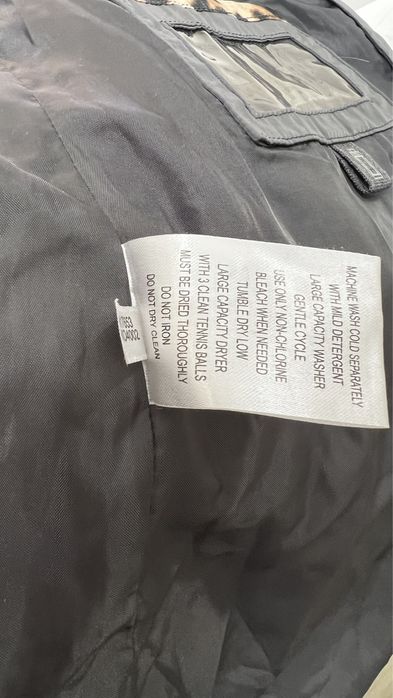 MACHINE WASH COLD SEPARATELY
WITH MILD DETERGENT
LARGE CAPACITY WASHER
GENTLE CYCLE
USE ONLY NON-CHLORINE
BLEACH WHEN NEEDED
TUMBLE DRY LOW
LARGE CAPACITY DRYER
WITH 3 CLEAN TENNIS BALLS
MUST BE DRIED THOROUGHLY
DO NOT IRON
DO NOT DRY CLEAN